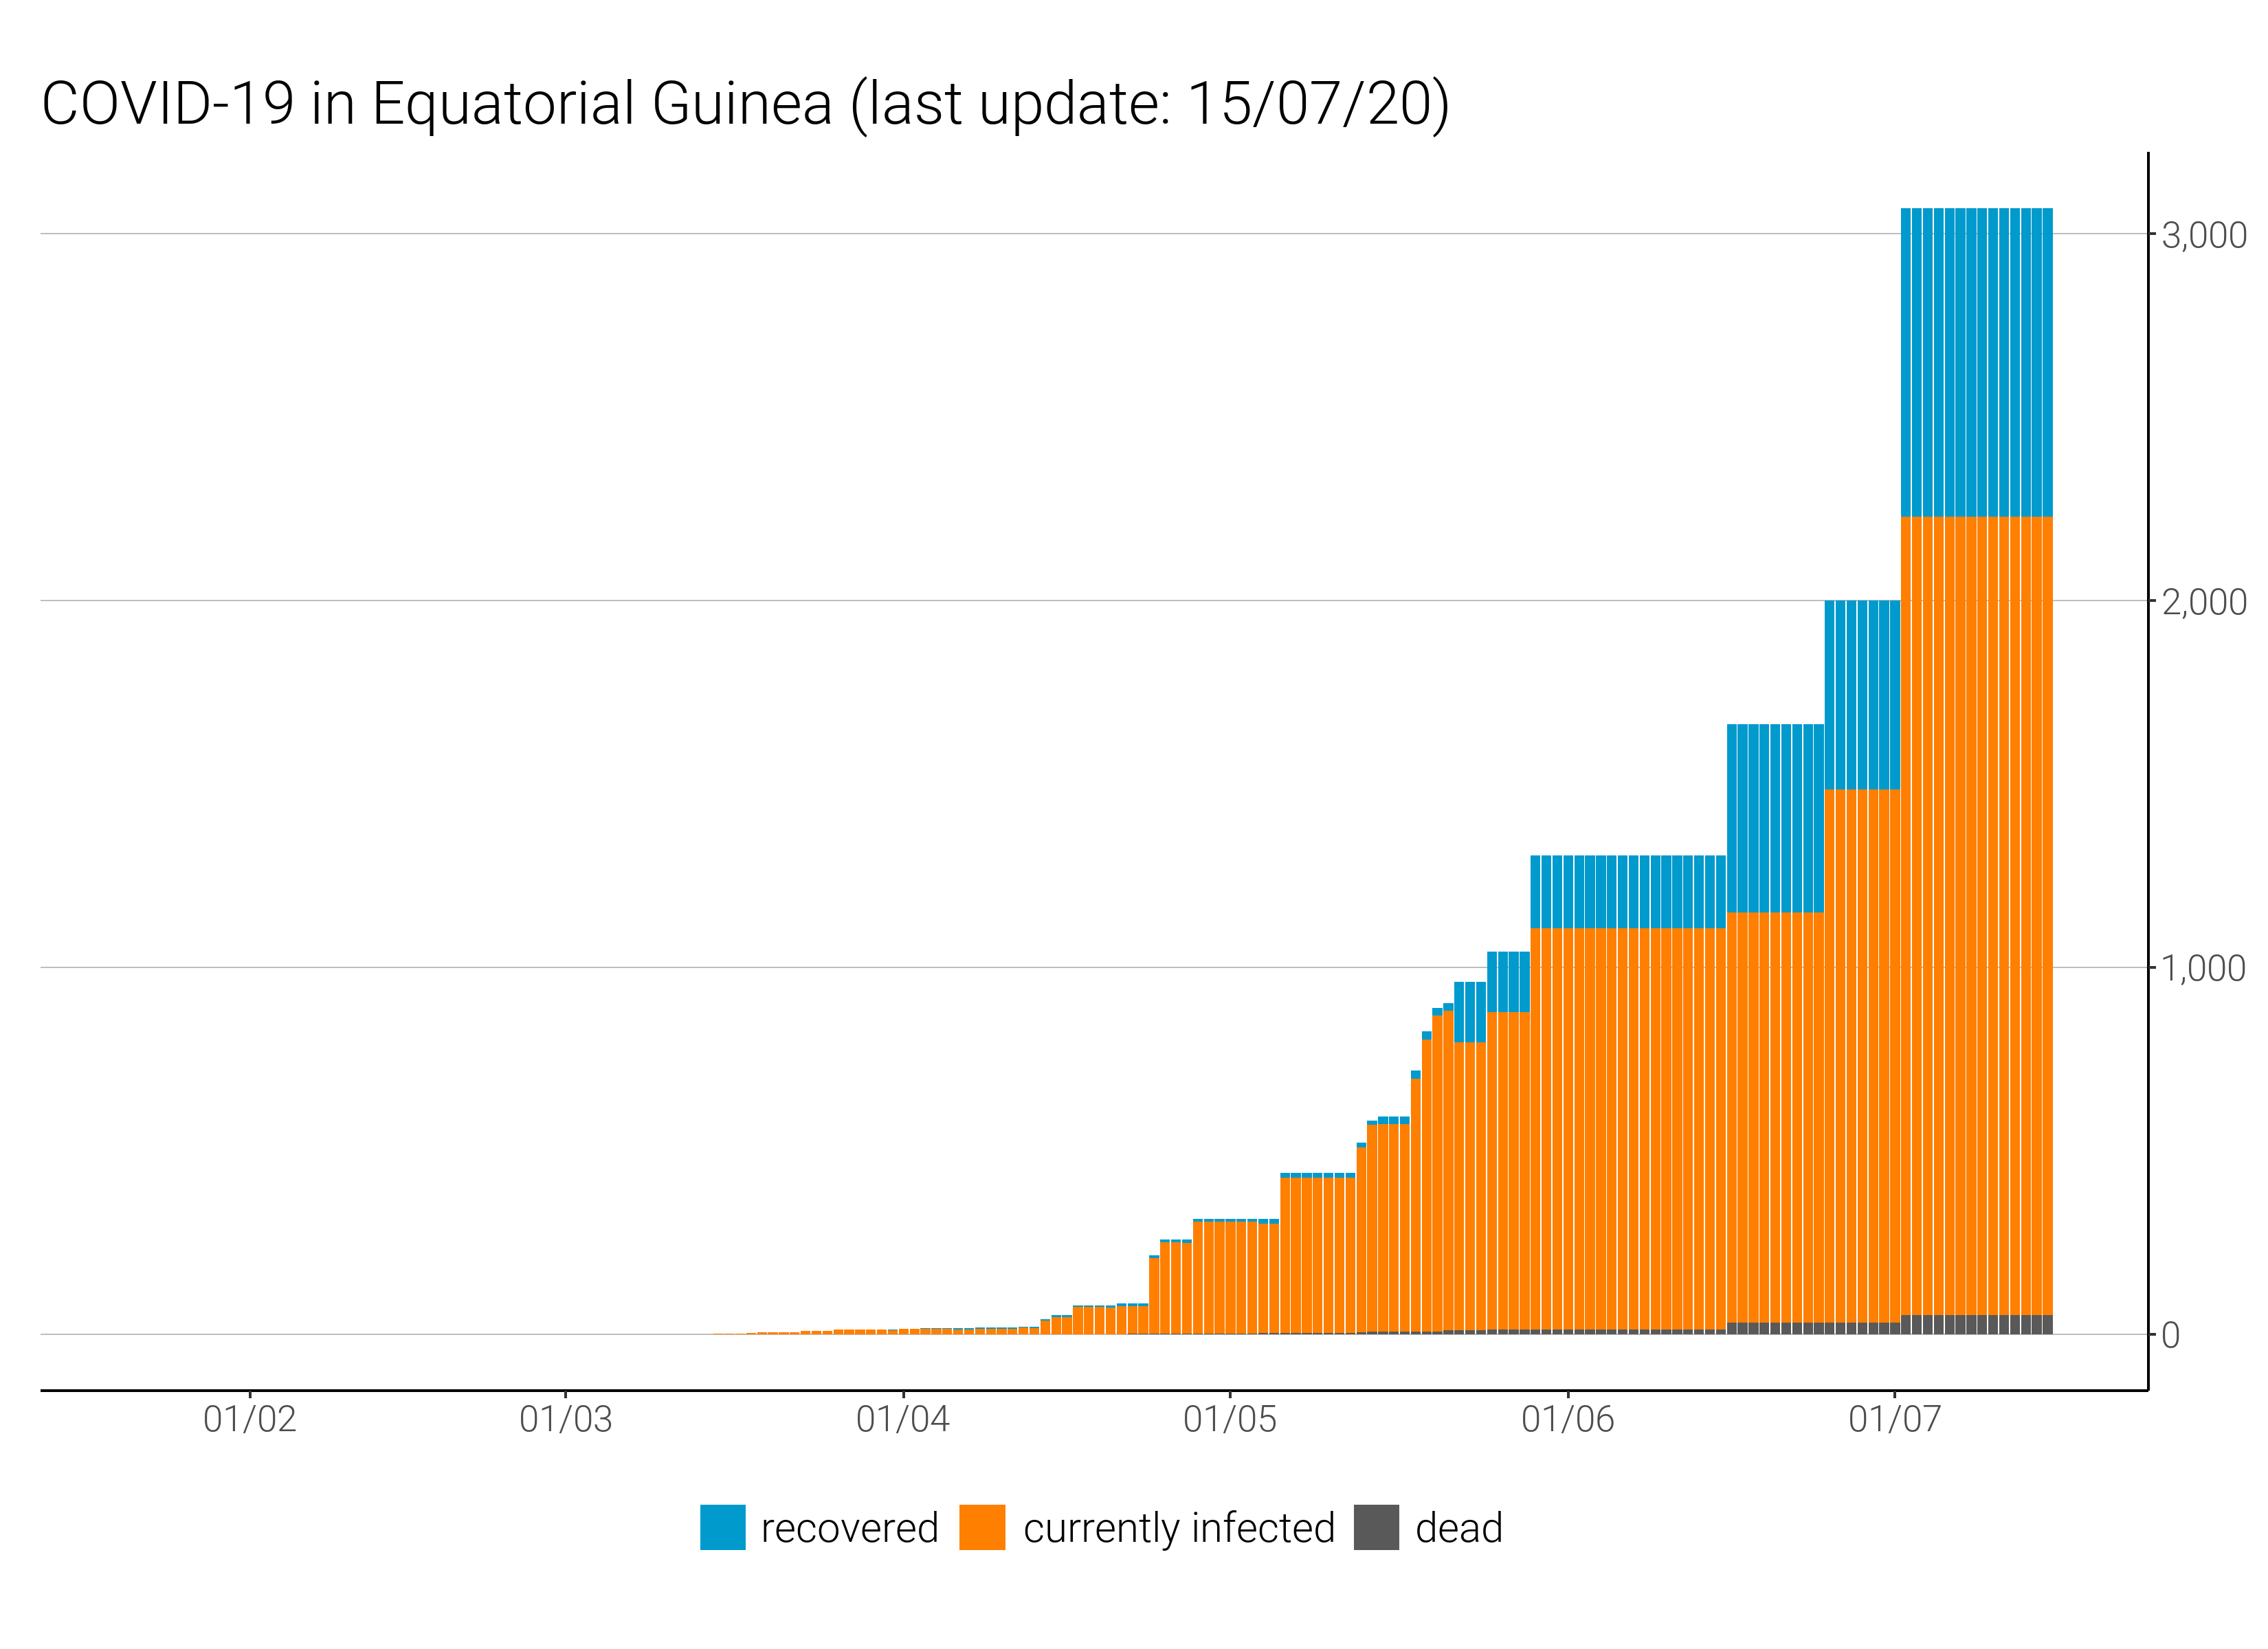 COVID-19 in Equatorial Guinea (last update: 15/07/20)
3,000
2,000
1,000
0
01/02 01/03 01/04 01/05 01/06 01/07
recovered currently infected dead